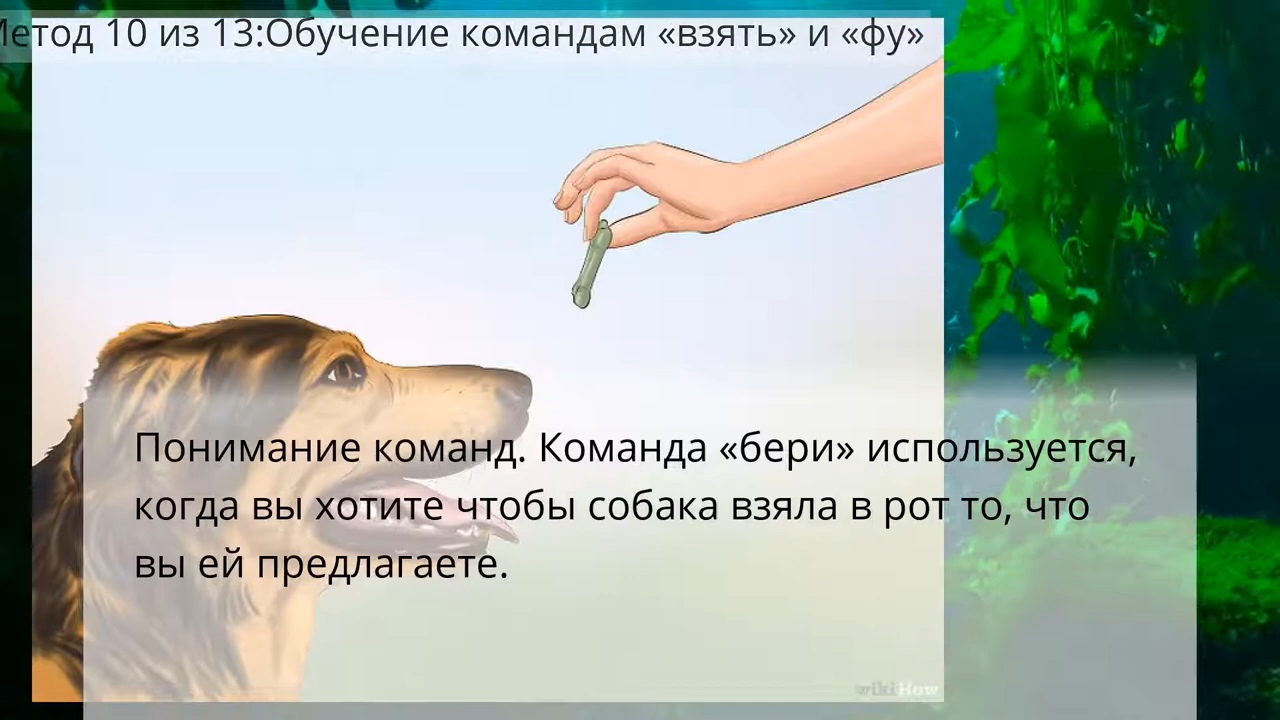 Метод 10 из 13:Обучение командам «взять» и «фу»
Понимание команд. Команда «бери» используется,
когда вы хотите чтобы собака взяла в рот то, что
вы ей предлагаете.
wikiHow